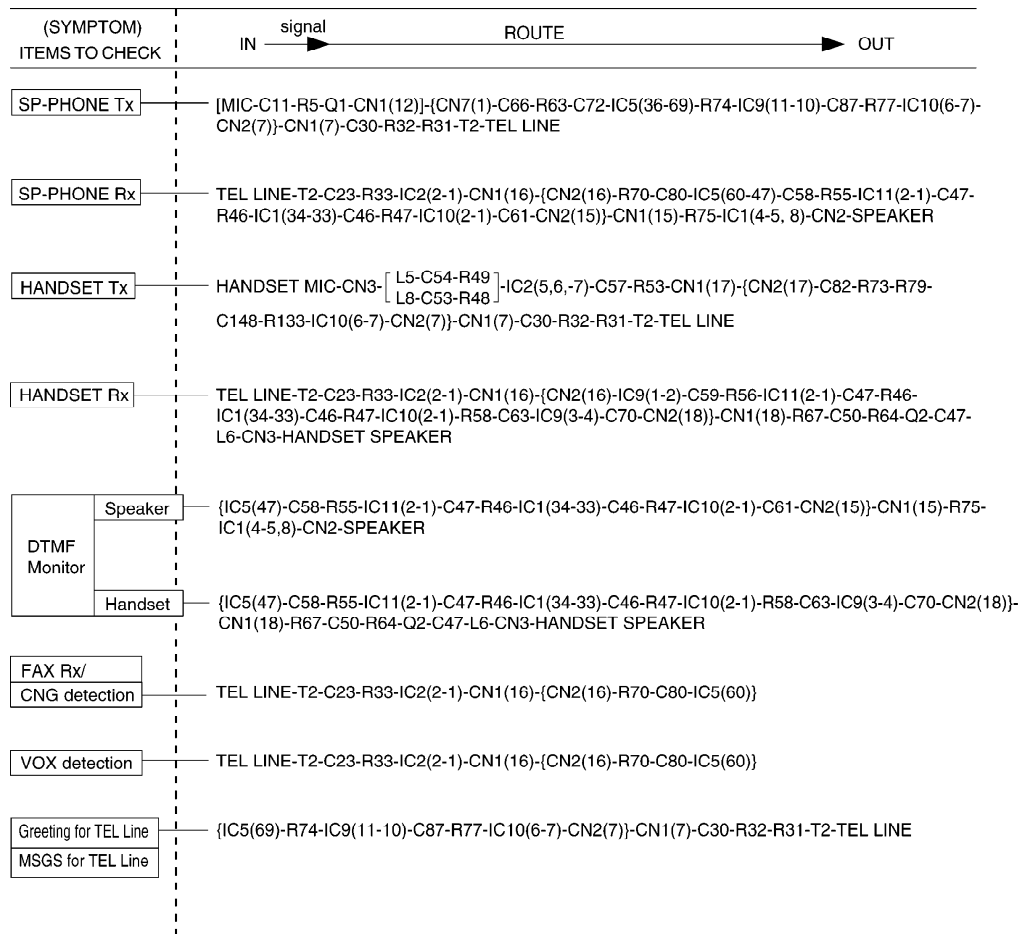 (SYMPTOM)
ITEMS TO CHECK
signal
IN
ROUTE
OUT
SP-PHONE Tx
[MIC-C11-R5-Q1-CN1(12)]-{CN7(1)-C66-R63-C72-IC5(36-69)-R74-IC9(11-10)-C87-R77-IC10(6-7)-
CN2(7)}-CN1(7)-C30-R32-R31-T2-TEL LINE
SP-PHONE Rx
TEL LINE-T2-C23-R33-IC2(2-1)-CN1(16)-{CN2(16)-R70-C80-IC5(60-47)-C58-R55-IC11(2-1)-C47-
R46-IC1(34-33)-C46-R47-IC10(2-1)-C61-CN2(15)}-CN1(15)-R75-IC1(4-5, 8)-CN2-SPEAKER
HANDSET Tx
L5-C54-R49
HANDSET MIC-CN3-[ ]-IC2(5,6,-7)-C57-R53-CN1(17)-{CN2(17)-C82-R73-R79-
L8-C53-R48
C148-R133-IC10(6-7)-CN2(7)}-CN1(7)-C30-R32-R31-T2-TEL LINE
HANDSET Rx
TEL LINE-T2-C23-R33-IC2(2-1)-CN1(16)-{CN2(16)-IC9(1-2)-C59-R56-IC11(2-1)-C47-R46-
IC1(34-33)-C46-R47-IC10(2-1)-R58-C63-IC9(3-4)-C70-CN2(18)}-CN1(18)-R67-C50-R64-Q2-C47-
L6-CN3-HANDSET SPEAKER
DTMF
Monitor
Speaker
{IC5(47)-C58-R55-IC11(2-1)-C47-R46-IC1(34-33)-C46-R47-IC10(2-1)-C61-CN2(15)}-CN1(15)-R75-
IC1(4-5,8)-CN2-SPEAKER
Handset
{IC5(47)-C58-R55-IC11(2-1)-C47-R46-IC1(34-33)-C46-R47-IC10(2-1)-R58-C63-IC9(3-4)-C70-CN2(18)}-
CN1(18)-R67-C50-R64-Q2-C47-L6-CN3-HANDSET SPEAKER
FAX Rx/
CNG detection
TEL LINE-T2-C23-R33-IC2(2-1)-CN1(16)-{CN2(16)-R70-C80-IC5(60)}
VOX detection
TEL LINE-T2-C23-R33-IC2(2-1)-CN1(16)-{CN2(16)-R70-C80-IC5(60)}
Greeting for TEL Line
{IC5(69)-R74-IC9(11-10)-C87-R77-IC10(6-7)-CN2(7)}-CN1(7)-C30-R32-R31-T2-TEL LINE
MSGS for TEL Line